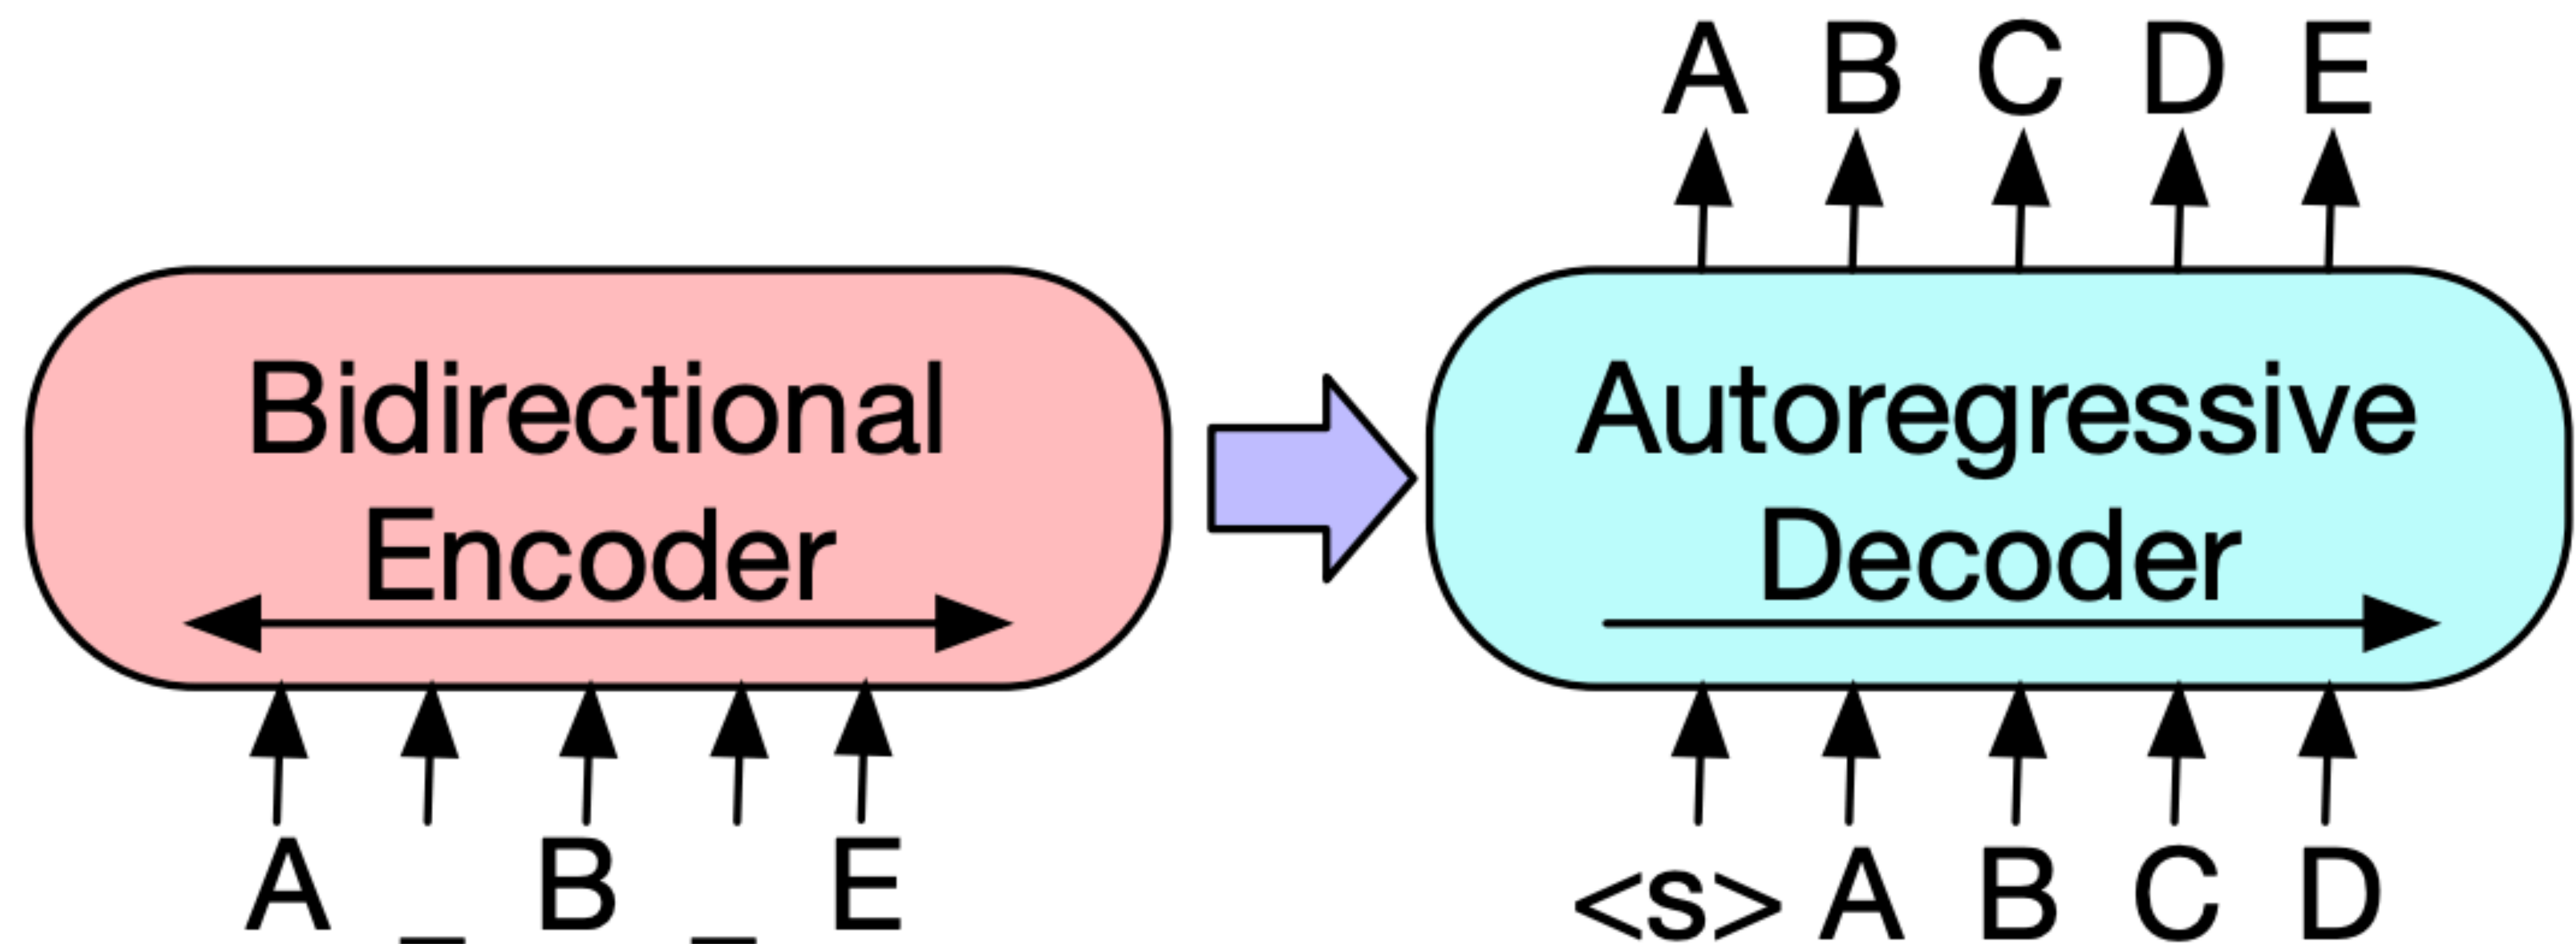 A B C D E
Bidirectional
Encoder
Autoregressive
Decoder
A _ B _ E
<s> A B C D